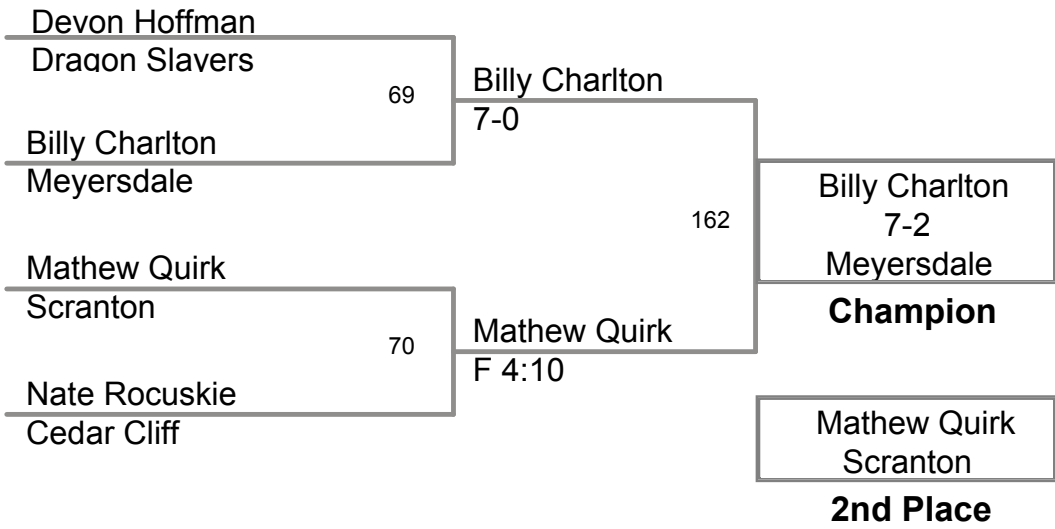 Devon Hoffman
Dragon Slayers
69
Billy Charlton
7-0
Billy Charlton
Meyersdale
162
Billy Charlton
7-2
Meyersdale
Champion
Mathew Quirk
Scranton
70
Mathew Quirk
F 4:10
Nate Rocuskie
Cedar Cliff
Mathew Quirk
Scranton
2nd Place